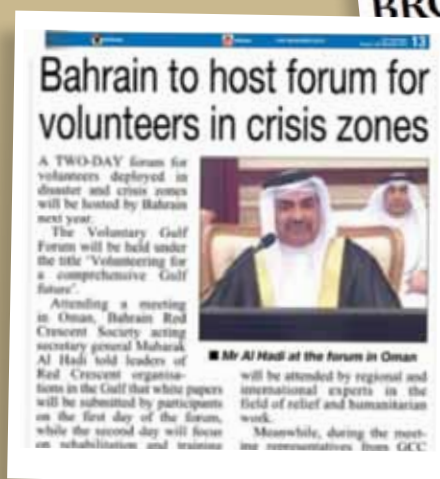 BRO
13
Bahrain to host forum for
volunteers in crisis zones
A TWO-DAY forum for
volunteers deployed in
disaster and crisis zones
will be hosted by Bahrain
next year.
The Voluntary Gulf
Forum will be held under
the title "Volunteering for
a comprehensive Gulf
future".
Attending a meeting
in Oman, Bahrain Red
Crescent Society acting
secretary general Mubarak
Al Hadi told leaders of
Red Crescent organisa-
tions in the Gulf that white papers
will be submitted by participants
on the first day of the forum,
while the second day will focus
on rehabilitation and training
■ Mr Al Hadi at the forum in Oman
will be attended by regional and
international experts in the
field of relief and humanitarian
work.
Meanwhile, during the meet-
ing representatives from GCC